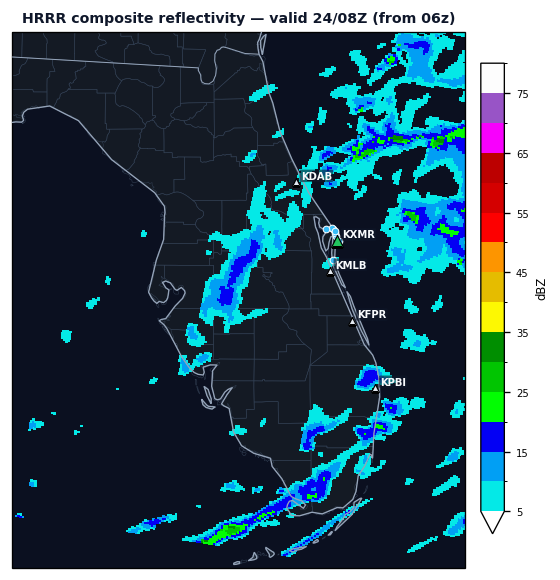 HRRR composite reflectivity — valid 24/08Z (from 06z)
KDAB
KXMR
KMLB
KFPR
KPBI
75
65
55
45
35
25
15
5
dBZ